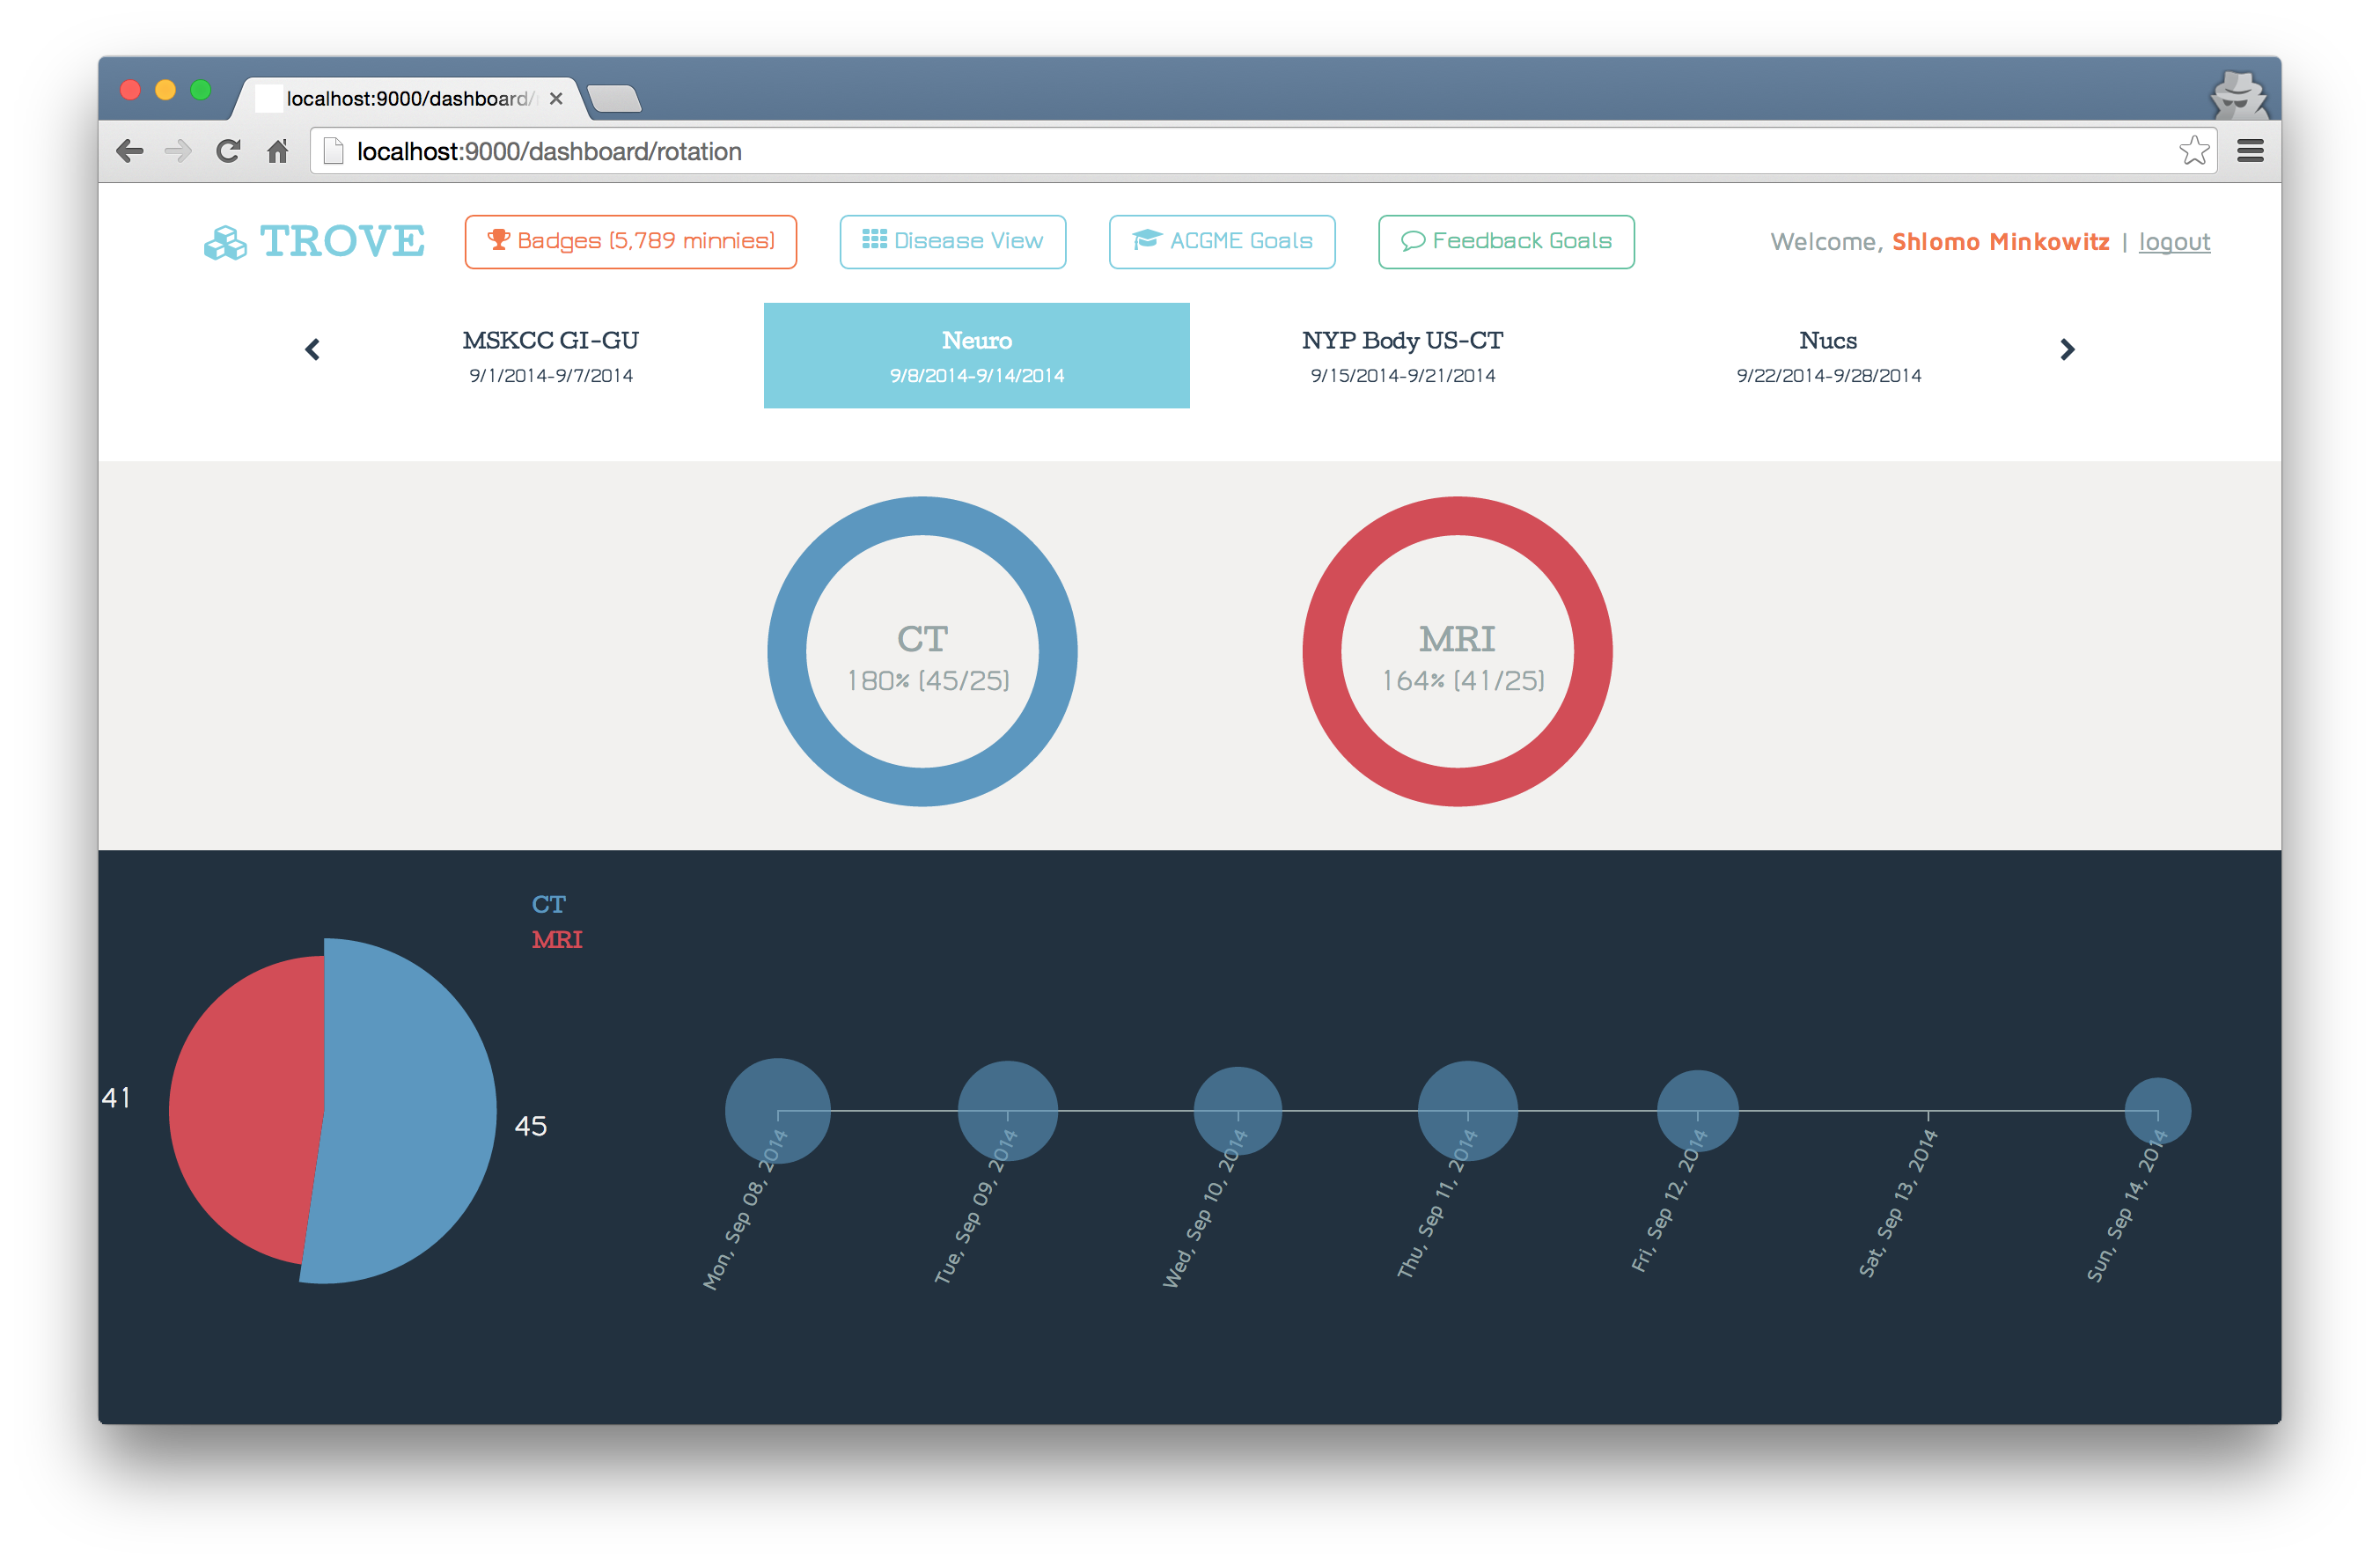 localhost:9000/dashboard/
localhost:9000/dashboard/rotation
TROVE
Badges (5,789 minnies)
Disease View
ACGME Goals
Feedback Goals
Welcome, Shlomo Minkowitz | logout
MSKCC GI-GU
9/1/2014-9/7/2014
Neuro
9/8/2014-9/14/2014
NYP Body US-CT
9/15/2014-9/21/2014
Nucs
9/22/2014-9/28/2014
CT
180% (45/25)
MRI
164% (41/25)
CT
MRI
41
45
Mon, Sep 08, 2014
Tue, Sep 09, 2014
Wed, Sep 10, 2014
Thu, Sep 11, 2014
Fri, Sep 12, 2014
Sat, Sep 13, 2014
Sun, Sep 14, 2014